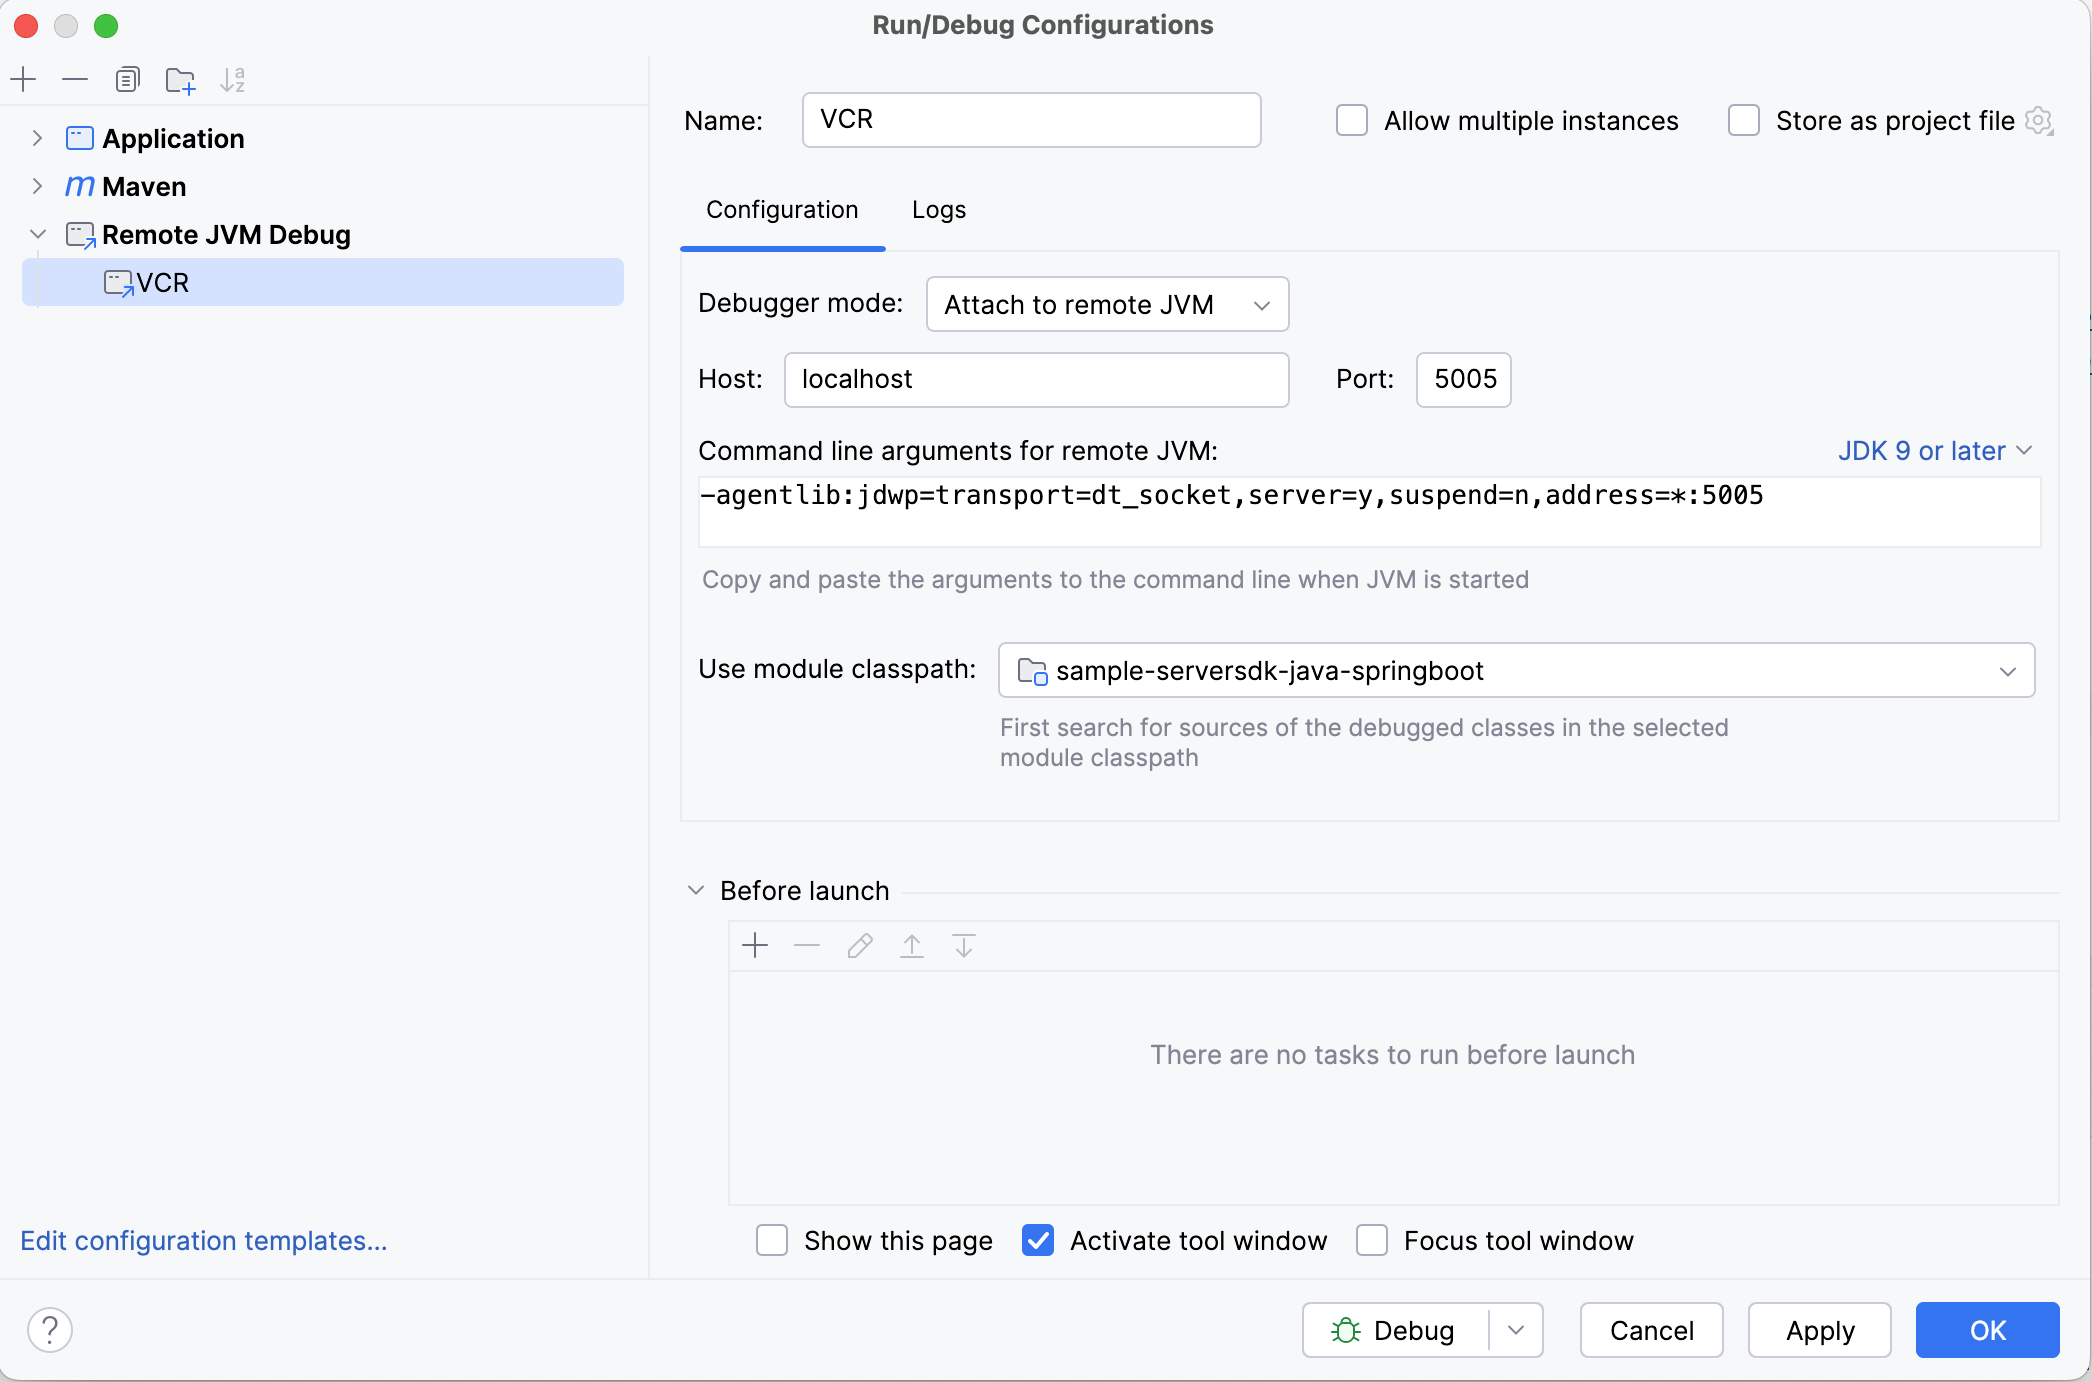 Run/Debug Configurations
Application
Maven
Remote JVM Debug
VCR
Edit configuration templates...
Name: VCR
Allow multiple instances
Store as project file
Configuration Logs
Debugger mode: Attach to remote JVM
Host: localhost Port: 5005
Command line arguments for remote JVM: JDK 9 or later
-agentlib:jdwp=transport=dt_socket,server=y,suspend=n,address=*:5005
Copy and paste the arguments to the command line when JVM is started
Use module classpath: sample-serversdk-java-springboot
First search for sources of the debugged classes in the selected
module classpath
Before launch
There are no tasks to run before launch
Show this page Activate tool window Focus tool window
? Debug Cancel Apply OK